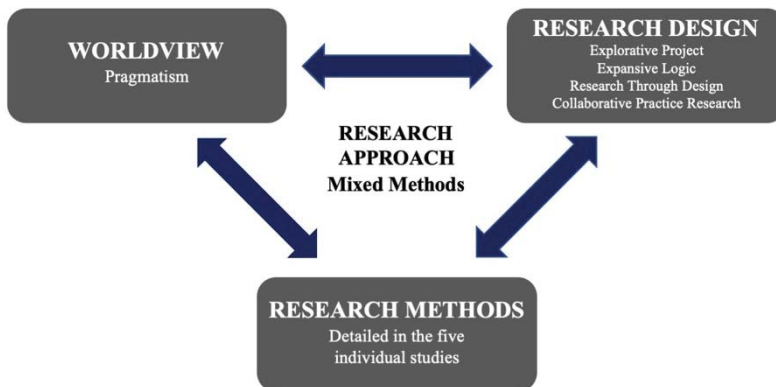 WORLDVIEW
Pragmatism
RESEARCH DESIGN
Explorative Project
Expansive Logic
Research Through Design
Collaborative Practice Research
RESEARCH
APPROACH
Mixed Methods
RESEARCH METHODS
Detailed in the five
individual studies